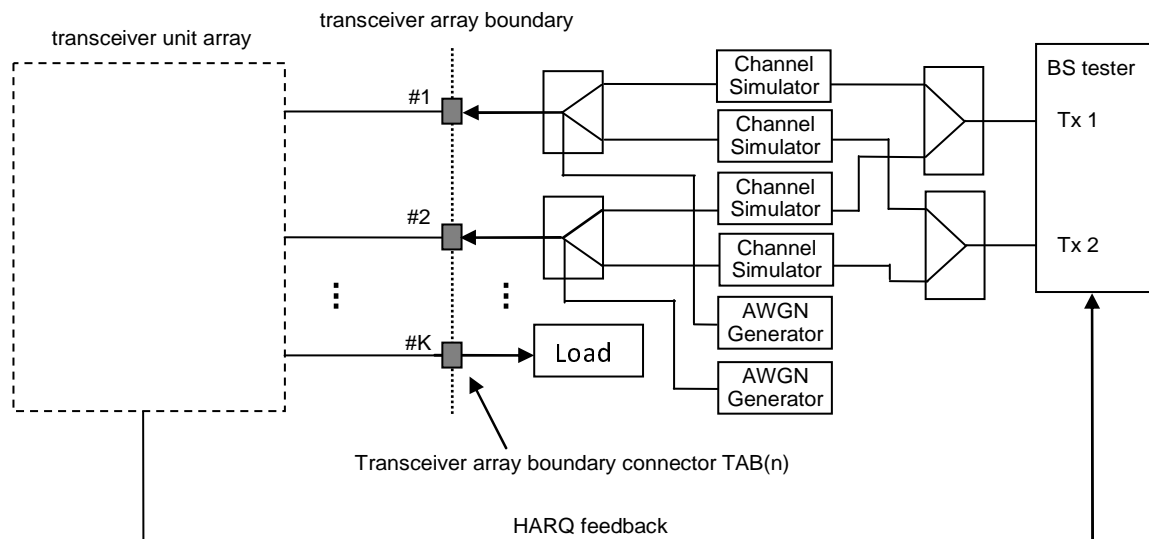 transceiver array boundary
transceiver unit array
#1
Channel
Simulator
BS tester
Tx 1
Channel
Simulator
#2
Channel
Simulator
Channel
Simulator
Tx 2
⋮
⋮
AWGN
Generator
#K
Load
AWGN
Generator
Transceiver array boundary connector TAB(n)
HARQ feedback